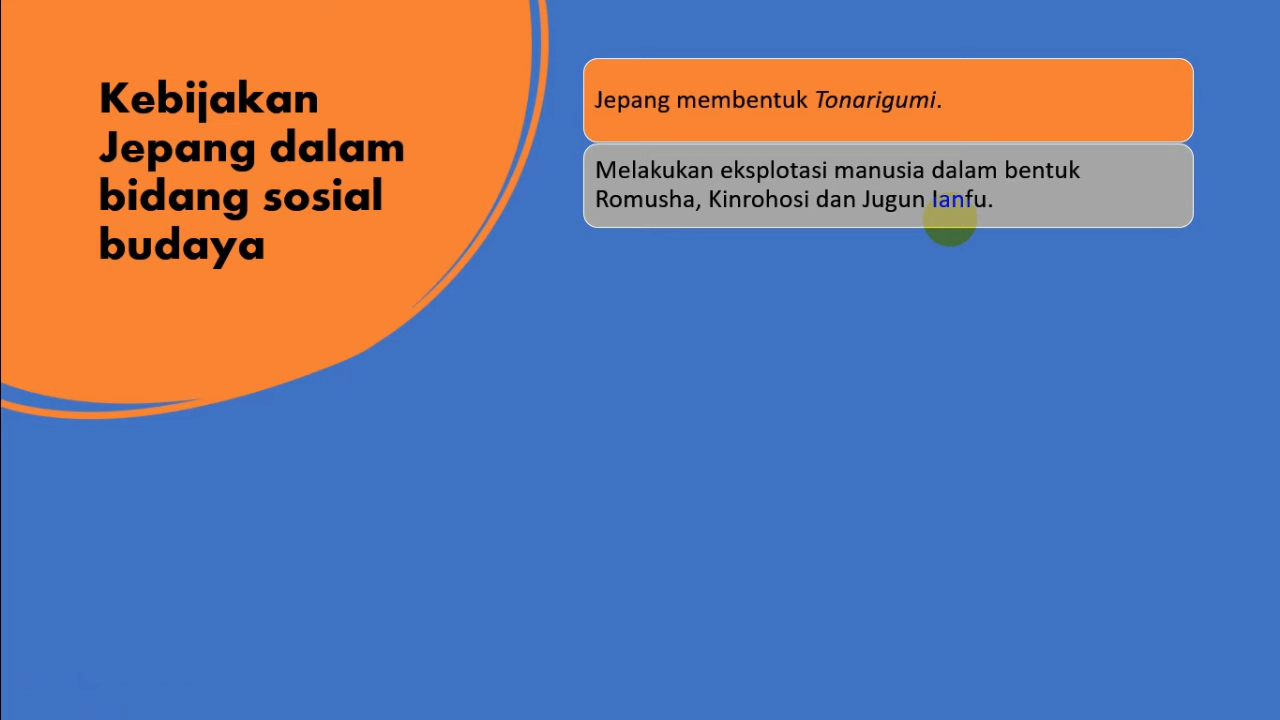 Kebijakan
Jepang dalam
bidang sosial
budaya
Jepang membentuk Tonarigumi.
Melakukan eksplotasi manusia dalam bentuk
Romusha, Kinrohosi dan Jugun Ianfu.